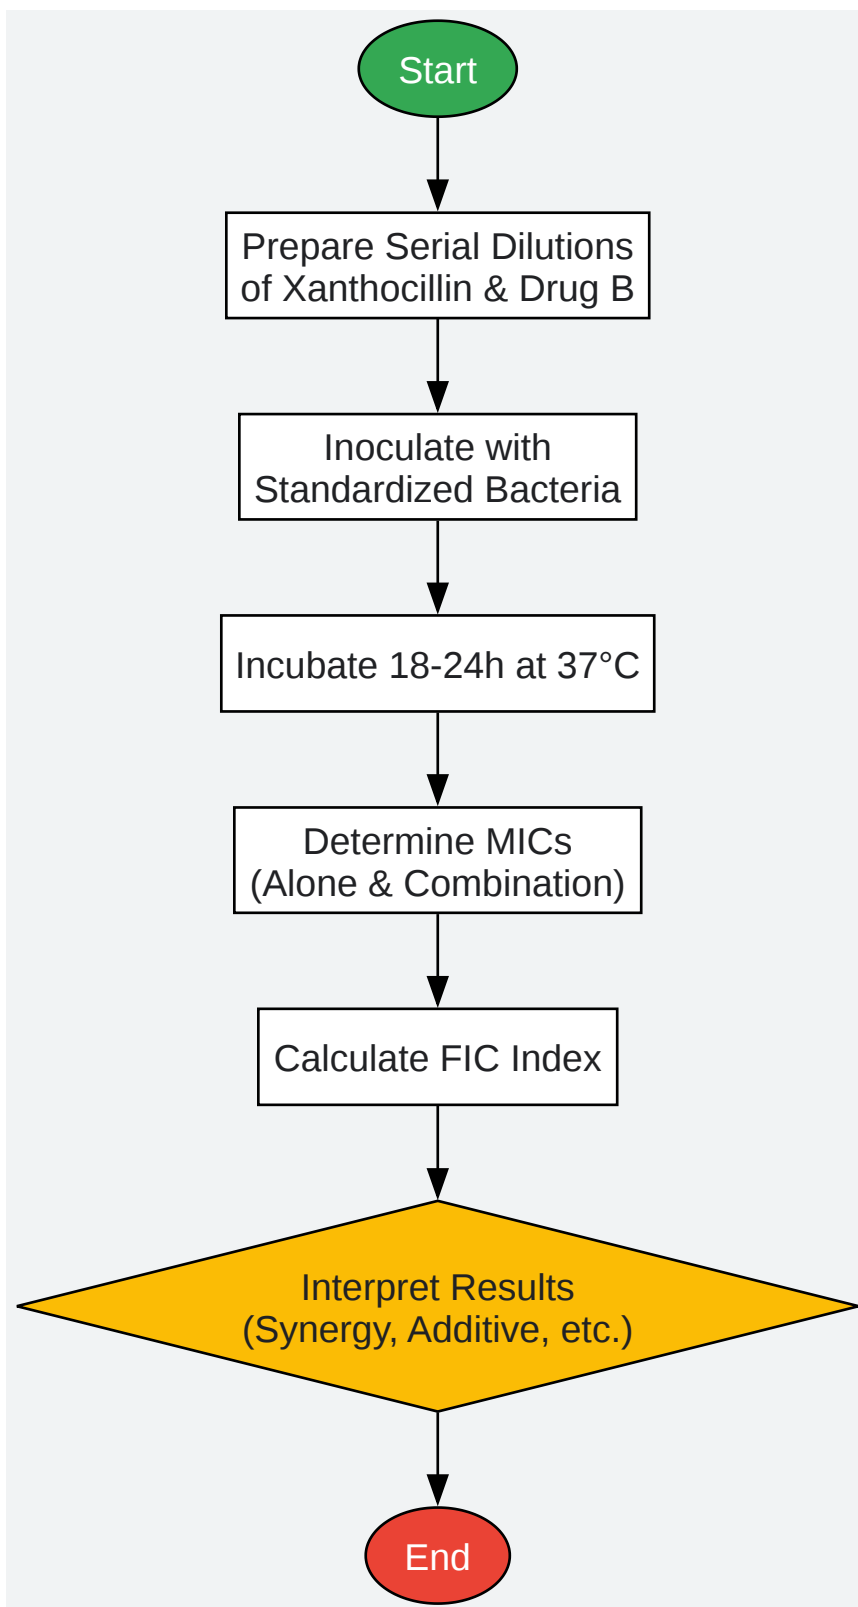 Start
Prepare Serial Dilutions
of Xanthocillin & Drug B
Inoculate with
Standardized Bacteria
Incubate 18-24h at 37°C
Determine MICs
(Alone & Combination)
Calculate FIC Index
Interpret Results
(Synergy, Additive, etc.)
End